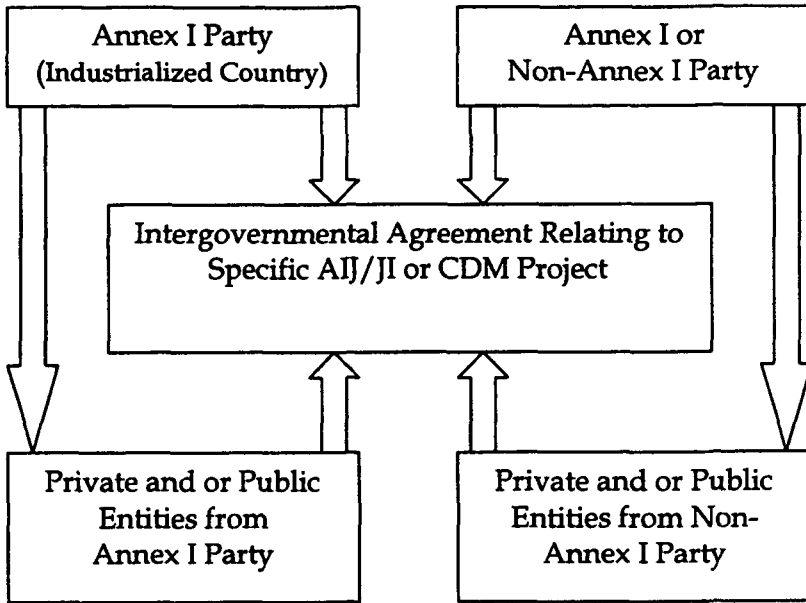 Annex I Party
(Industrialized Country)
Annex I or
Non-Annex I Party
Intergovernmental Agreement Relating to
Specific AIJ/JI or CDM Project
Private and or Public
Entities from
Annex I Party
Private and or Public
Entities from Non-
Annex I Party